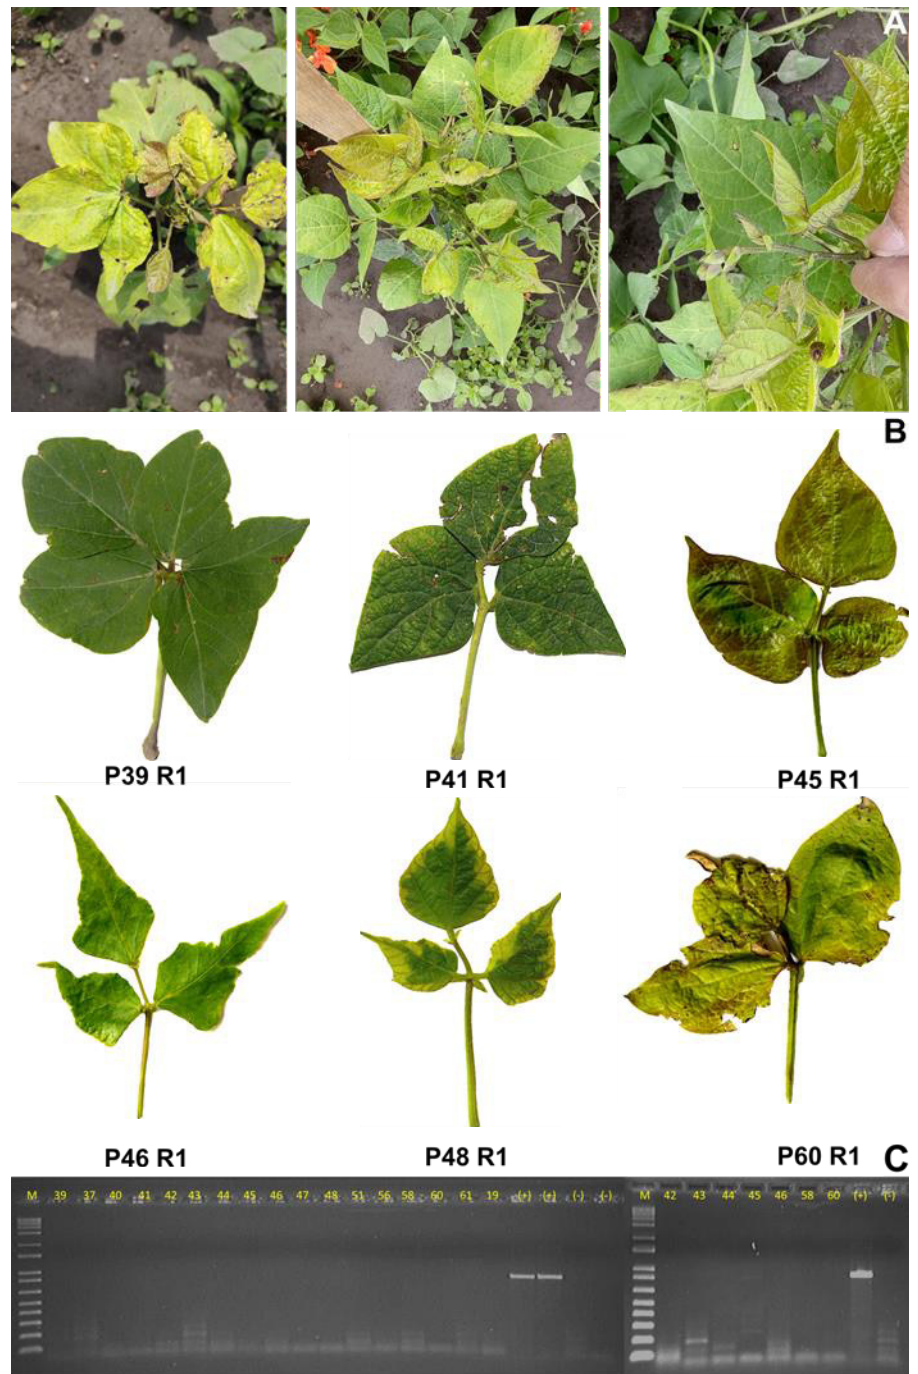 A
B
P39 R1
P41 R1
P45 R1
P46 R1
P48 R1
P60 R1
C
M 39 37 40 41 42 43 44 45 46 47 48 51 56 58 60 61 19 (+) (+) (-) (-)
M 42 43 44 45 46 58 60 (+) (-)